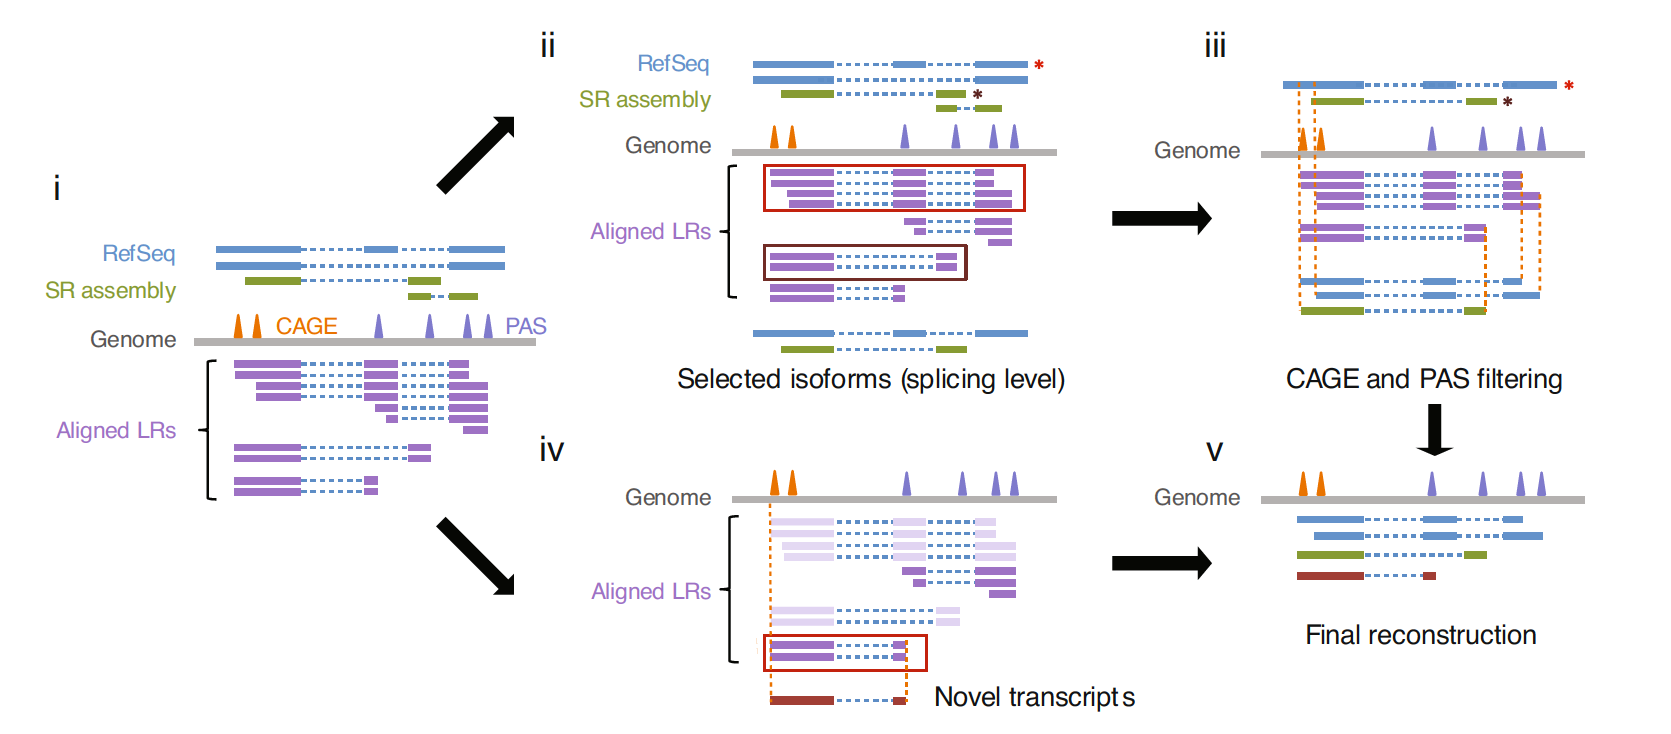 i
RefSeq
SR assembly
CAGE
PAS
Genome
Aligned LRs
ii
RefSeq
*
SR assembly
*
Genome
Aligned LRs
Selected isoforms (splicing level)
iii
*
*
Genome
CAGE and PAS filtering
iv
Genome
Aligned LRs
Novel transcripts
v
Genome
Final reconstruction